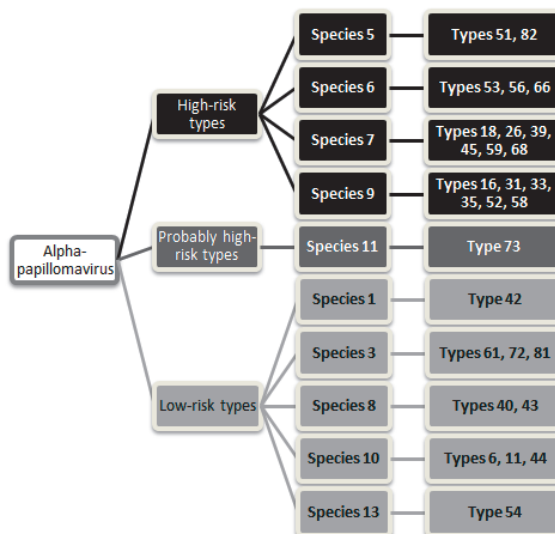 Alpha-
papillomavirus
High-risk
types
Species 5
Types 51, 82
Species 6
Types 53, 56, 66
Species 7
Types 18, 26, 39,
45, 59, 68
Species 9
Types 16, 31, 33,
35, 52, 58
Probably high-
risk types
Species 11
Type 73
Low-risk types
Species 1
Type 42
Species 3
Types 61, 72, 81
Species 8
Types 40, 43
Species 10
Types 6, 11, 44
Species 13
Type 54